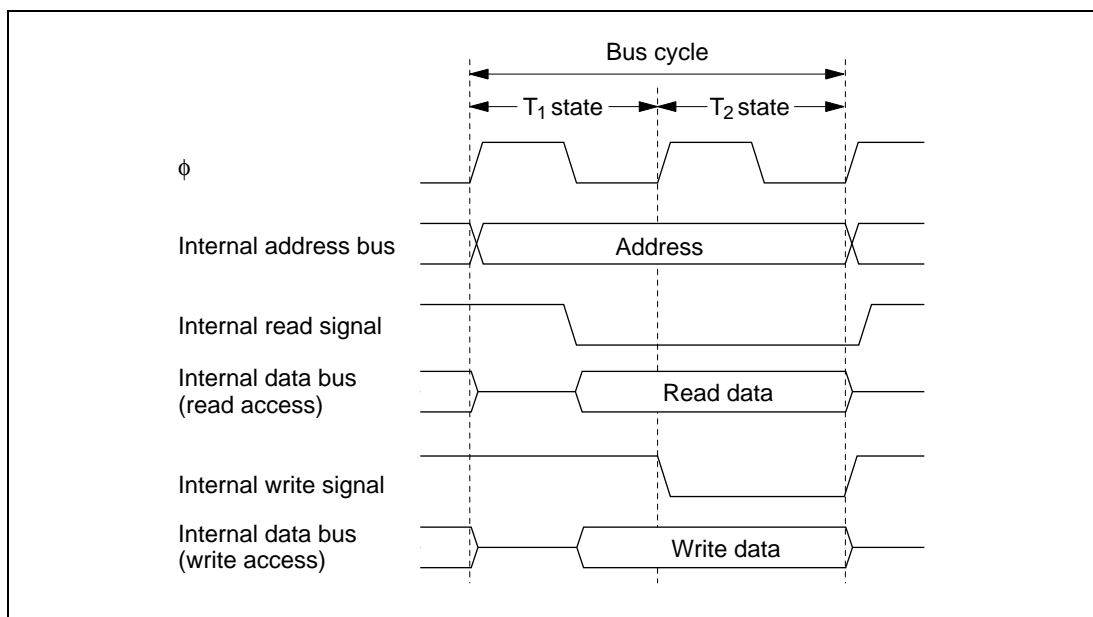 Bus cycle
T₁ state
T₂ state
ϕ
Internal address bus
Address
Internal read signal
Internal data bus
(read access)
Read data
Internal write signal
Internal data bus
(write access)
Write data